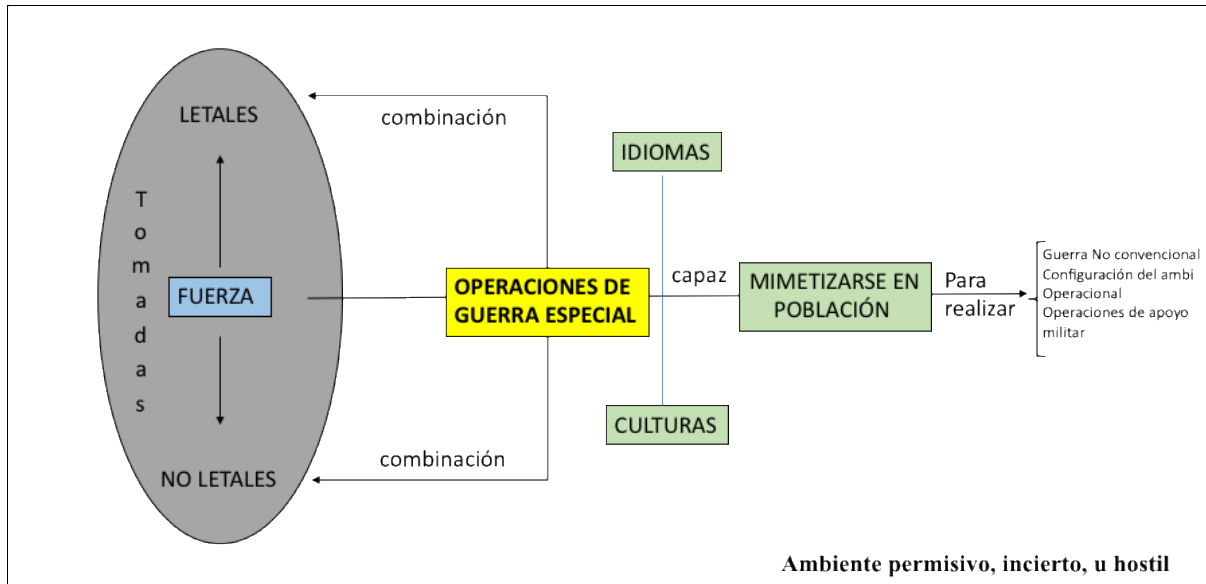 LETALES
combinación
IDIOMAS
Tomadas
FUERZA
OPERACIONES DE
GUERRA ESPECIAL
capaz
MIMETIZARSE EN
POBLACIÓN
Para
realizar
Guerra No convencional
Configuración del ambi
Operacional
Operaciones de apoyo
militar
CULTURAS
combinación
NO LETALES
Ambiente permisivo, incierto, u hostil